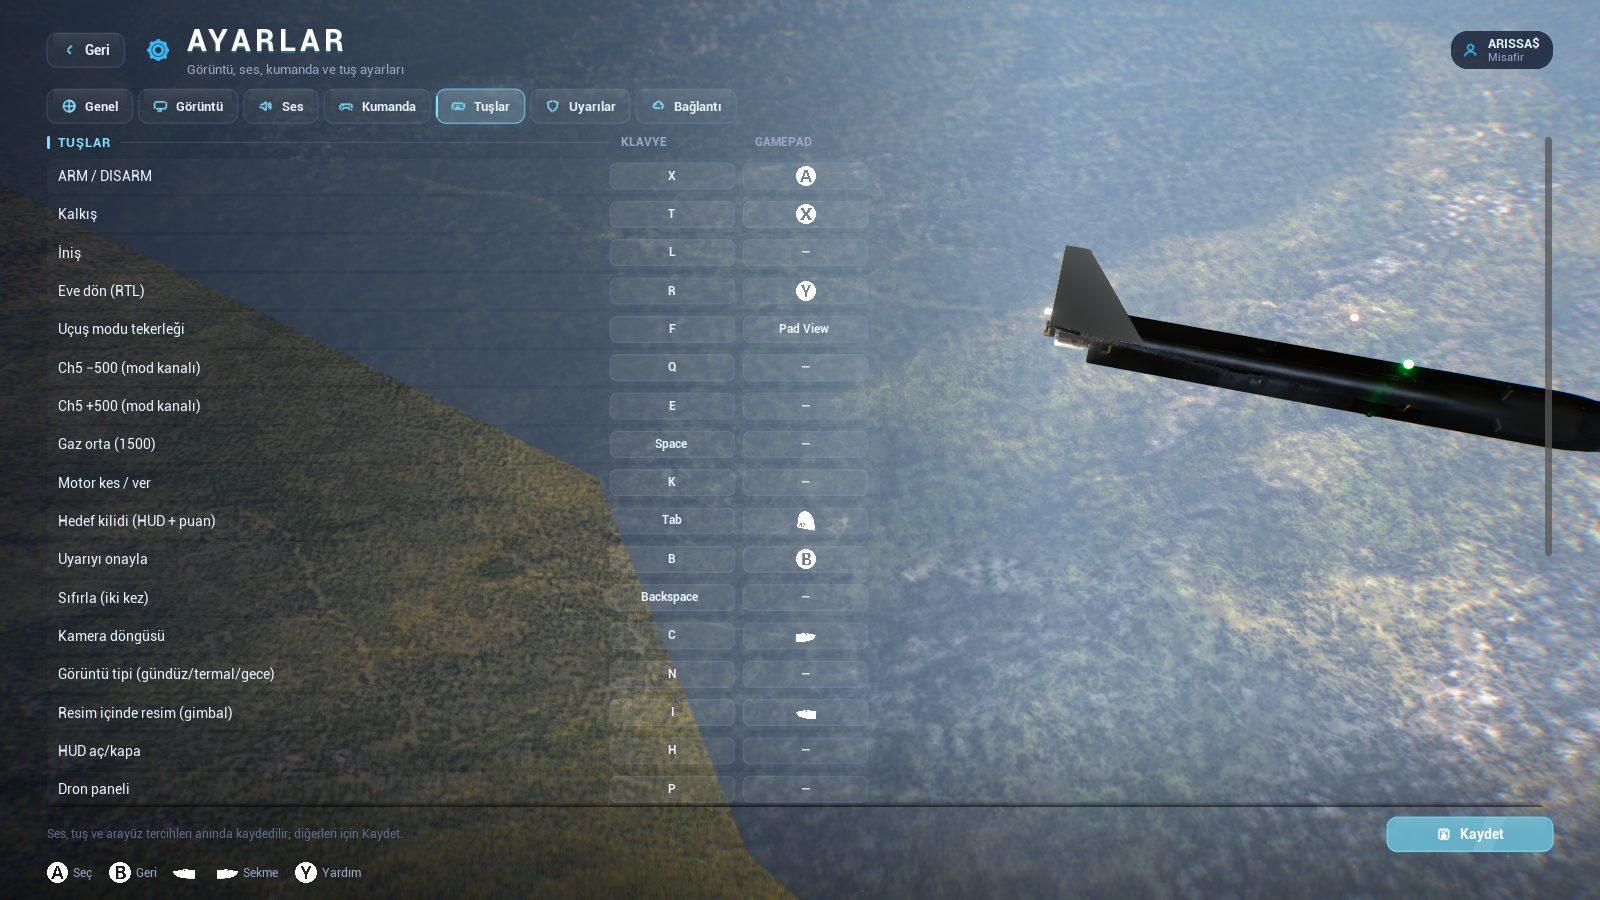 Geri
AYARLAR
Görüntü, ses, kumanda ve tuş ayarları
ARISSA$
Misafir
Genel Görüntü Ses Kumanda Tuşlar Uyarılar Bağlantı
TUŞLAR KLAVYE GAMEPAD
ARM / DISARM X A
Kalkış T X
İniş L –
Eve dön (RTL) R Y
Uçuş modu tekerleği F Pad View
Ch5 −500 (mod kanalı) Q –
Ch5 +500 (mod kanalı) E –
Gaz orta (1500) Space –
Motor kes / ver K –
Hedef kilidi (HUD + puan) Tab
Uyarıyı onayla B B
Sıfırla (iki kez) Backspace –
Kamera döngüsü C
Görüntü tipi (gündüz/termal/gece) N –
Resim içinde resim (gimbal) I
HUD aç/kapa H –
Dron paneli P –
Ses, tuş ve arayüz tercihleri anında kaydedilir; diğerleri için Kaydet.
Kaydet
A Seç B Geri Sekme Y Yardım